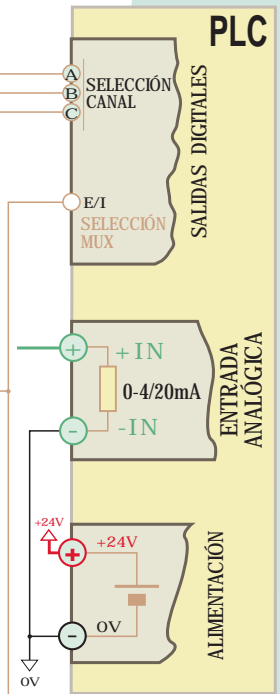 PLC
A
B
C
SELECCIÓN
CANAL
SALIDAS DIGITALES
E/I
SELECCIÓN
MUX
+
+IN
0-4/20mA
-
-IN
ENTRADA
ANALÓGICA
+24V
+
+24V
-
0V
0V
ALIMENTACIÓN